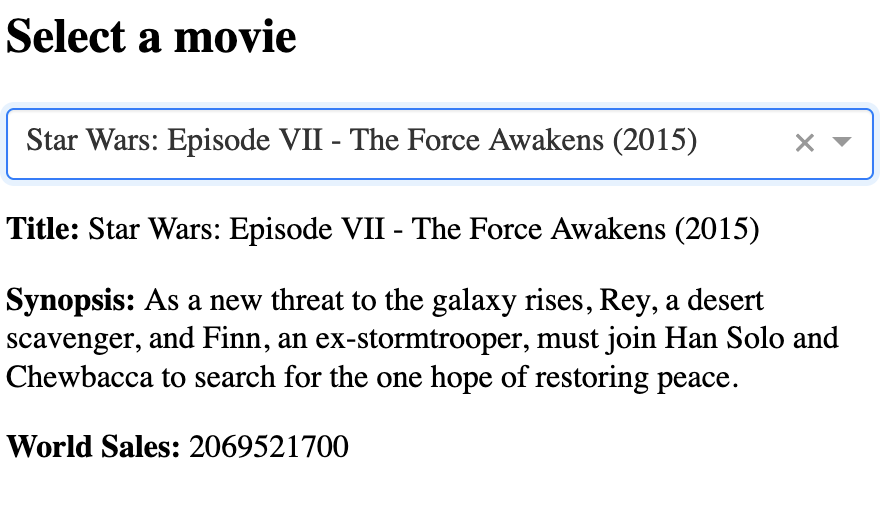 Select a movie
Star Wars: Episode VII - The Force Awakens (2015)
Title: Star Wars: Episode VII - The Force Awakens (2015)
Synopsis: As a new threat to the galaxy rises, Rey, a desert
scavenger, and Finn, an ex-stormtrooper, must join Han Solo and
Chewbacca to search for the one hope of restoring peace.
World Sales: 2069521700